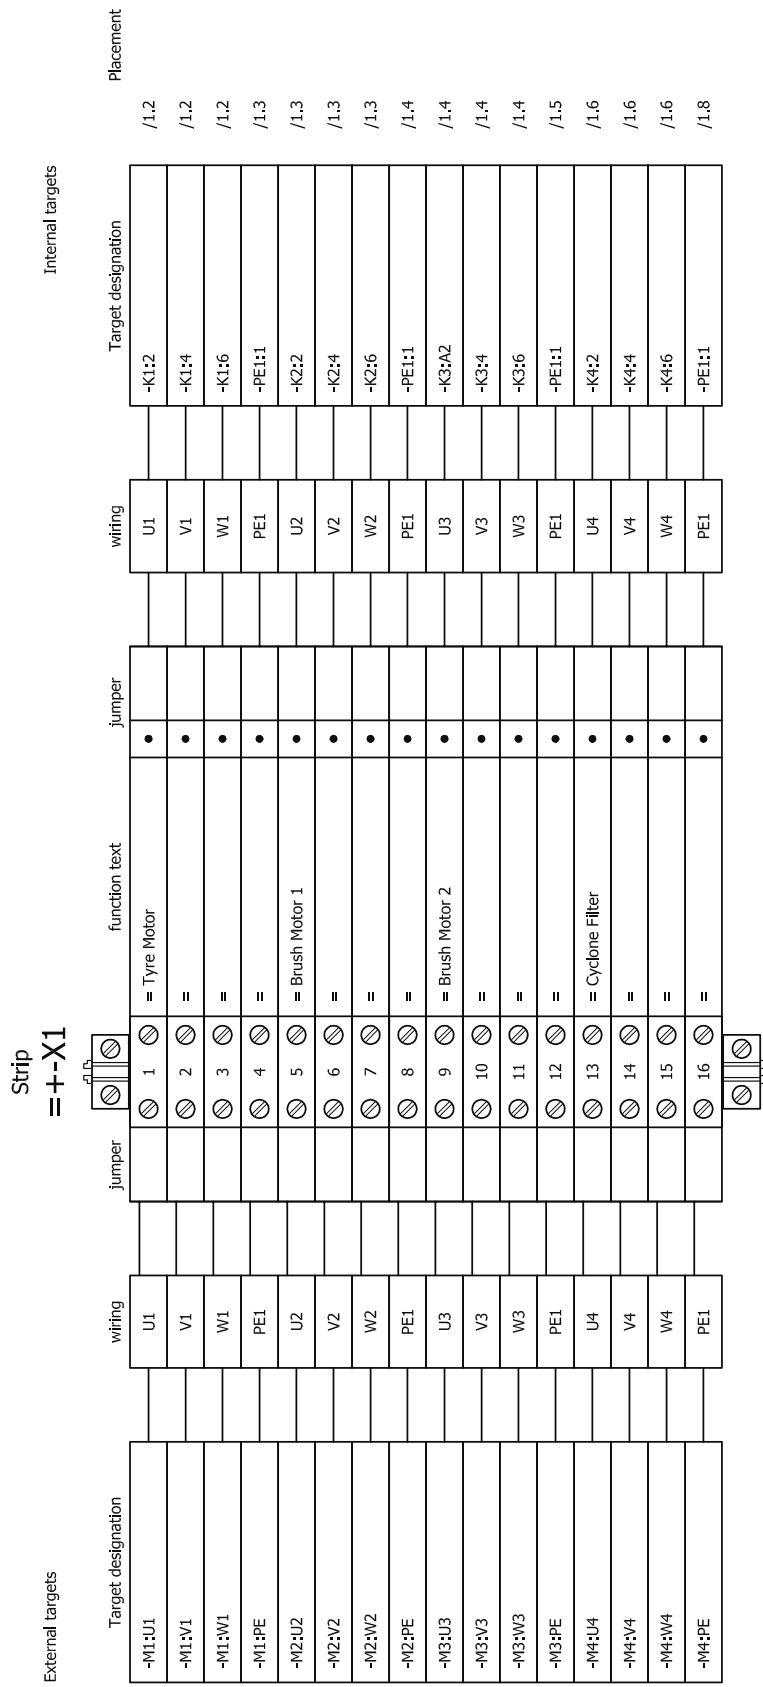 Strip
=+-X1
External targets
Internal targets
Target designation wiring jumper function text jumper wiring Target designation Placement
-M1:U1 U1 1 = Tyre Motor U1 -K1:2 /1.2
-M1:V1 V1 2 = V1 -K1:4 /1.2
-M1:W1 W1 3 = W1 -K1:6 /1.2
-M1:PE PE1 4 = PE1 -PE1:1 /1.3
-M2:U2 U2 5 = Brush Motor 1 U2 -K2:2 /1.3
-M2:V2 V2 6 = V2 -K2:4 /1.3
-M2:W2 W2 7 = W2 -K2:6 /1.3
-M2:PE PE1 8 = PE1 -PE1:1 /1.4
-M3:U3 U3 9 = Brush Motor 2 U3 -K3:A2 /1.4
-M3:V3 V3 10 = V3 -K3:4 /1.4
-M3:W3 W3 11 = W3 -K3:6 /1.4
-M3:PE PE1 12 = PE1 -PE1:1 /1.5
-M4:U4 U4 13 = Cyclone Filter U4 -K4:2 /1.6
-M4:V4 V4 14 = V4 -K4:4 /1.6
-M4:W4 W4 15 = W4 -K4:6 /1.6
-M4:PE PE1 16 = PE1 -PE1:1 /1.8